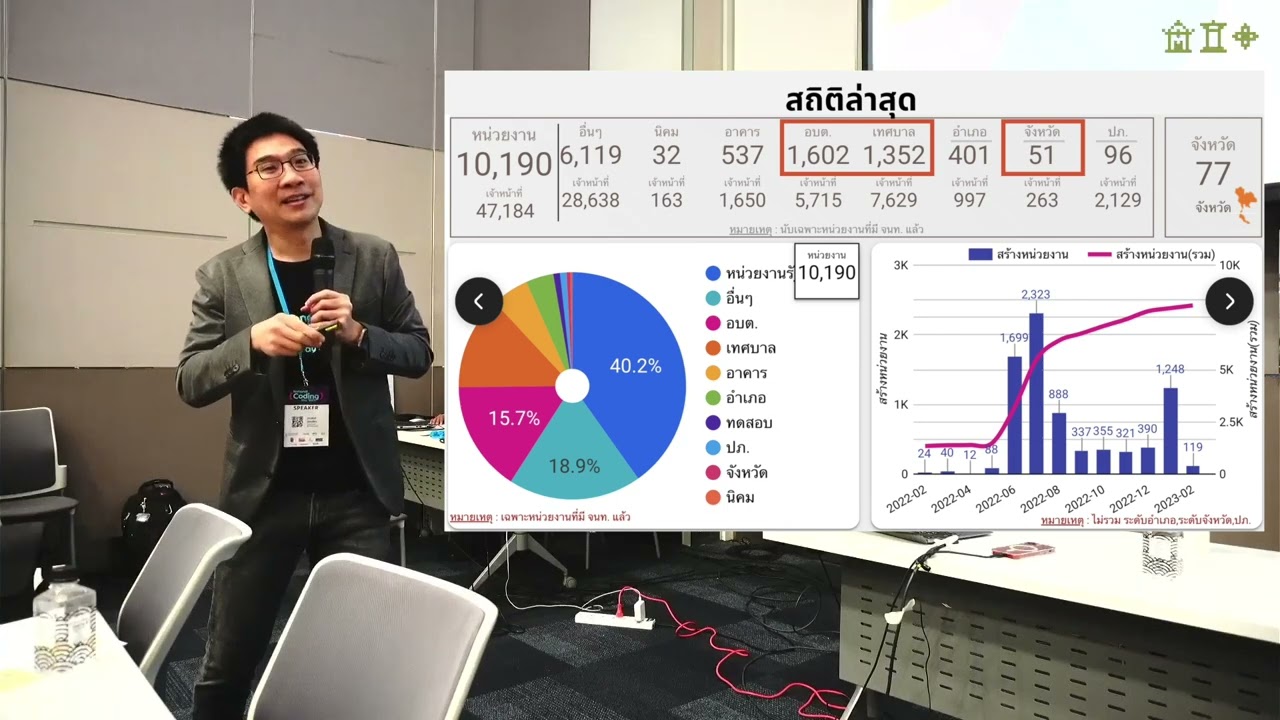 สถิติล่าสุด
หน่วยงาน
10,190
เจ้าหน้าที่
47,184
อื่นๆ
6,119
เจ้าหน้าที่
28,638
นิคม
32
เจ้าหน้าที่
163
อาคาร
537
เจ้าหน้าที่
1,650
อบต.
1,602
เจ้าหน้าที่
5,715
เทศบาล
1,352
เจ้าหน้าที่
7,629
อำเภอ
401
เจ้าหน้าที่
997
จังหวัด
51
เจ้าหน้าที่
263
ปภ.
96
เจ้าหน้าที่
2,129
หมายเหตุ : นับเฉพาะหน่วยงานที่มี จนท. แล้ว
จังหวัด
77
จังหวัด
40.2%
18.9%
15.7%
หน่วยงานรั
อื่นๆ
อบต.
เทศบาล
อาคาร
อำเภอ
ทดสอบ
ปภ.
จังหวัด
นิคม
หน่วยงาน
10,190
หมายเหตุ : เฉพาะหน่วยงานที่มี จนท. แล้ว
สร้างหน่วยงาน
สร้างหน่วยงาน(รวม)
3K
2K
1K
0
10K
5K
2.5K
0
สร้างหน่วยงาน
สร้างหน่วยงาน(รวม)
24
40
12
88
1,699
2,323
888
337
355
321
390
1,248
119
2022-02
2022-04
2022-06
2022-08
2022-10
2022-12
2023-02
หมายเหตุ : ไม่รวม ระดับอำเภอ,ระดับจังหวัด,ปภ.
Coding
SPEAKER